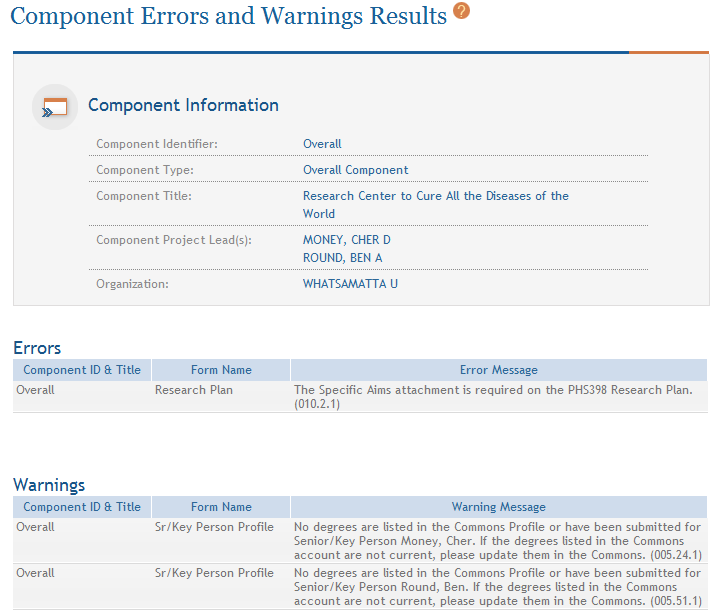 Component Errors and Warnings Results ?
Component Information
Component Identifier: Overall
Component Type: Overall Component
Component Title: Research Center to Cure All the Diseases of the
World
Component Project Lead(s): MONEY, CHER D
ROUND, BEN A
Organization: WHATSAMATTA U
Errors
Component ID & Title Form Name Error Message
Overall Research Plan The Specific Aims attachment is required on the PHS398 Research Plan.
(010.2.1)
Warnings
Component ID & Title Form Name Warning Message
Overall Sr/Key Person Profile No degrees are listed in the Commons Profile or have been submitted for
Senior/Key Person Money, Cher. If the degrees listed in the Commons
account are not current, please update them in the Commons. (005.24.1)
Overall Sr/Key Person Profile No degrees are listed in the Commons Profile or have been submitted for
Senior/Key Person Round, Ben. If the degrees listed in the Commons
account are not current, please update them in the Commons. (005.51.1)